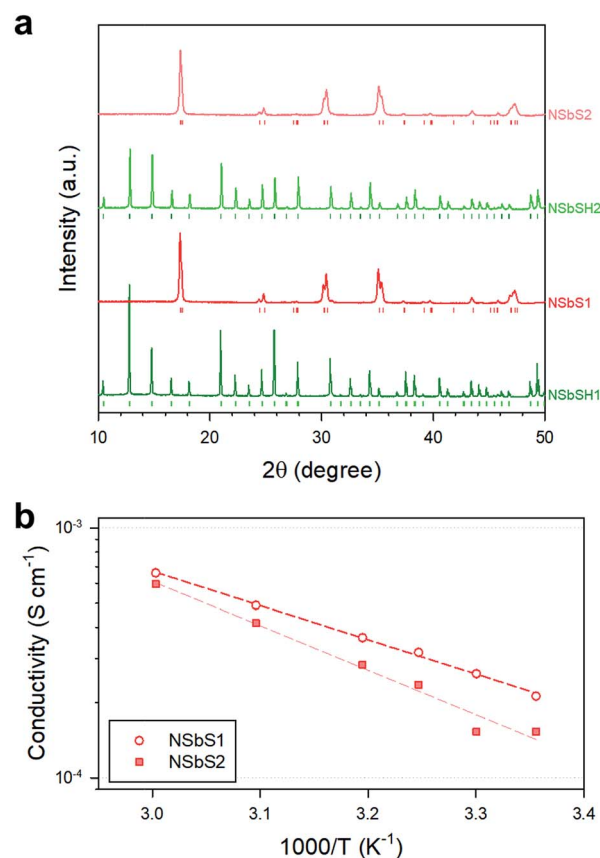 a
Intensity (a.u.)
NSbS2
NSbSH2
NSbS1
NSbSH1
10 20 30 40 50
2θ (degree)
b
Conductivity (S cm⁻¹)
10⁻³
10⁻⁴
NSbS1
NSbS2
3.0 3.1 3.2 3.3 3.4
1000/T (K⁻¹)